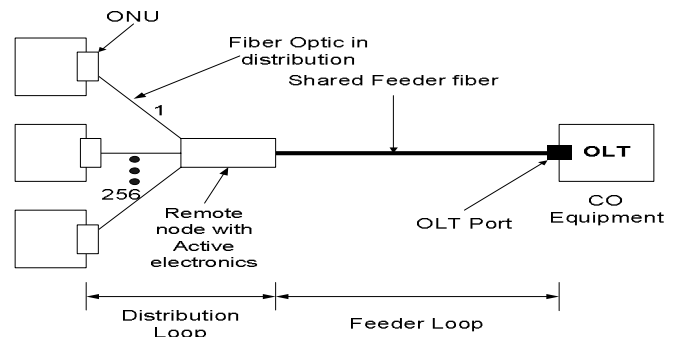 ONU
Fiber Optic in
distribution
Shared Feeder fiber
1
OLT
256
Remote
node with
Active
electronics
OLT Port
CO
Equipment
Distribution
Loop
Feeder Loop